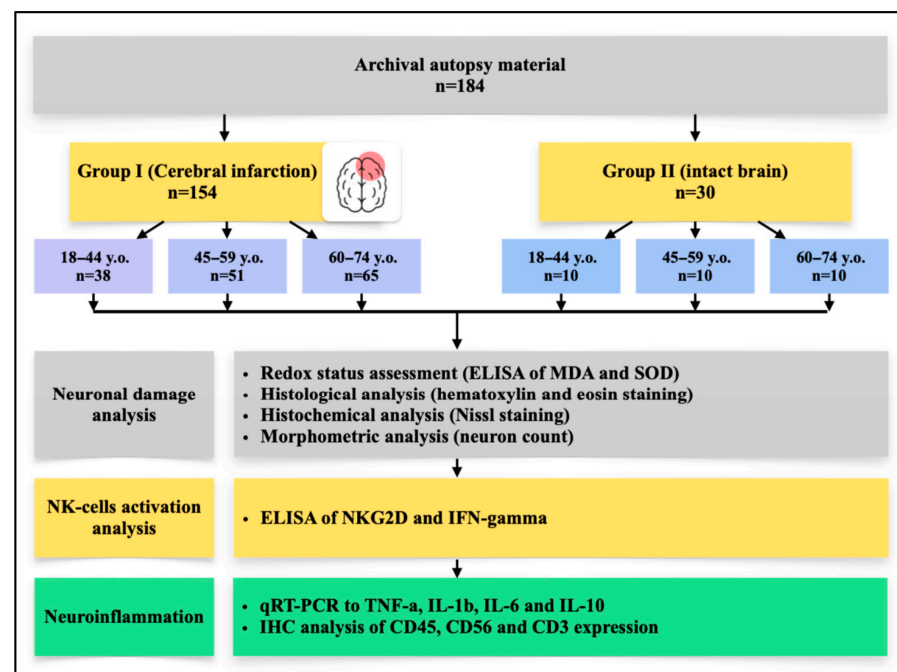 Archival autopsy material
n=184
Group I (Cerebral infarction)
n=154
Group II (intact brain)
n=30
18–44 y.o.
n=38
45–59 y.o.
n=51
60–74 y.o.
n=65
18–44 y.o.
n=10
45–59 y.o.
n=10
60–74 y.o.
n=10
Neuronal damage
analysis
• Redox status assessment (ELISA of MDA and SOD)
• Histological analysis (hematoxylin and eosin staining)
• Histochemical analysis (Nissl staining)
• Morphometric analysis (neuron count)
NK-cells activation
analysis
• ELISA of NKG2D and IFN-gamma
Neuroinflammation
• qRT-PCR to TNF-a, IL-1b, IL-6 and IL-10
• IHC analysis of CD45, CD56 and CD3 expression